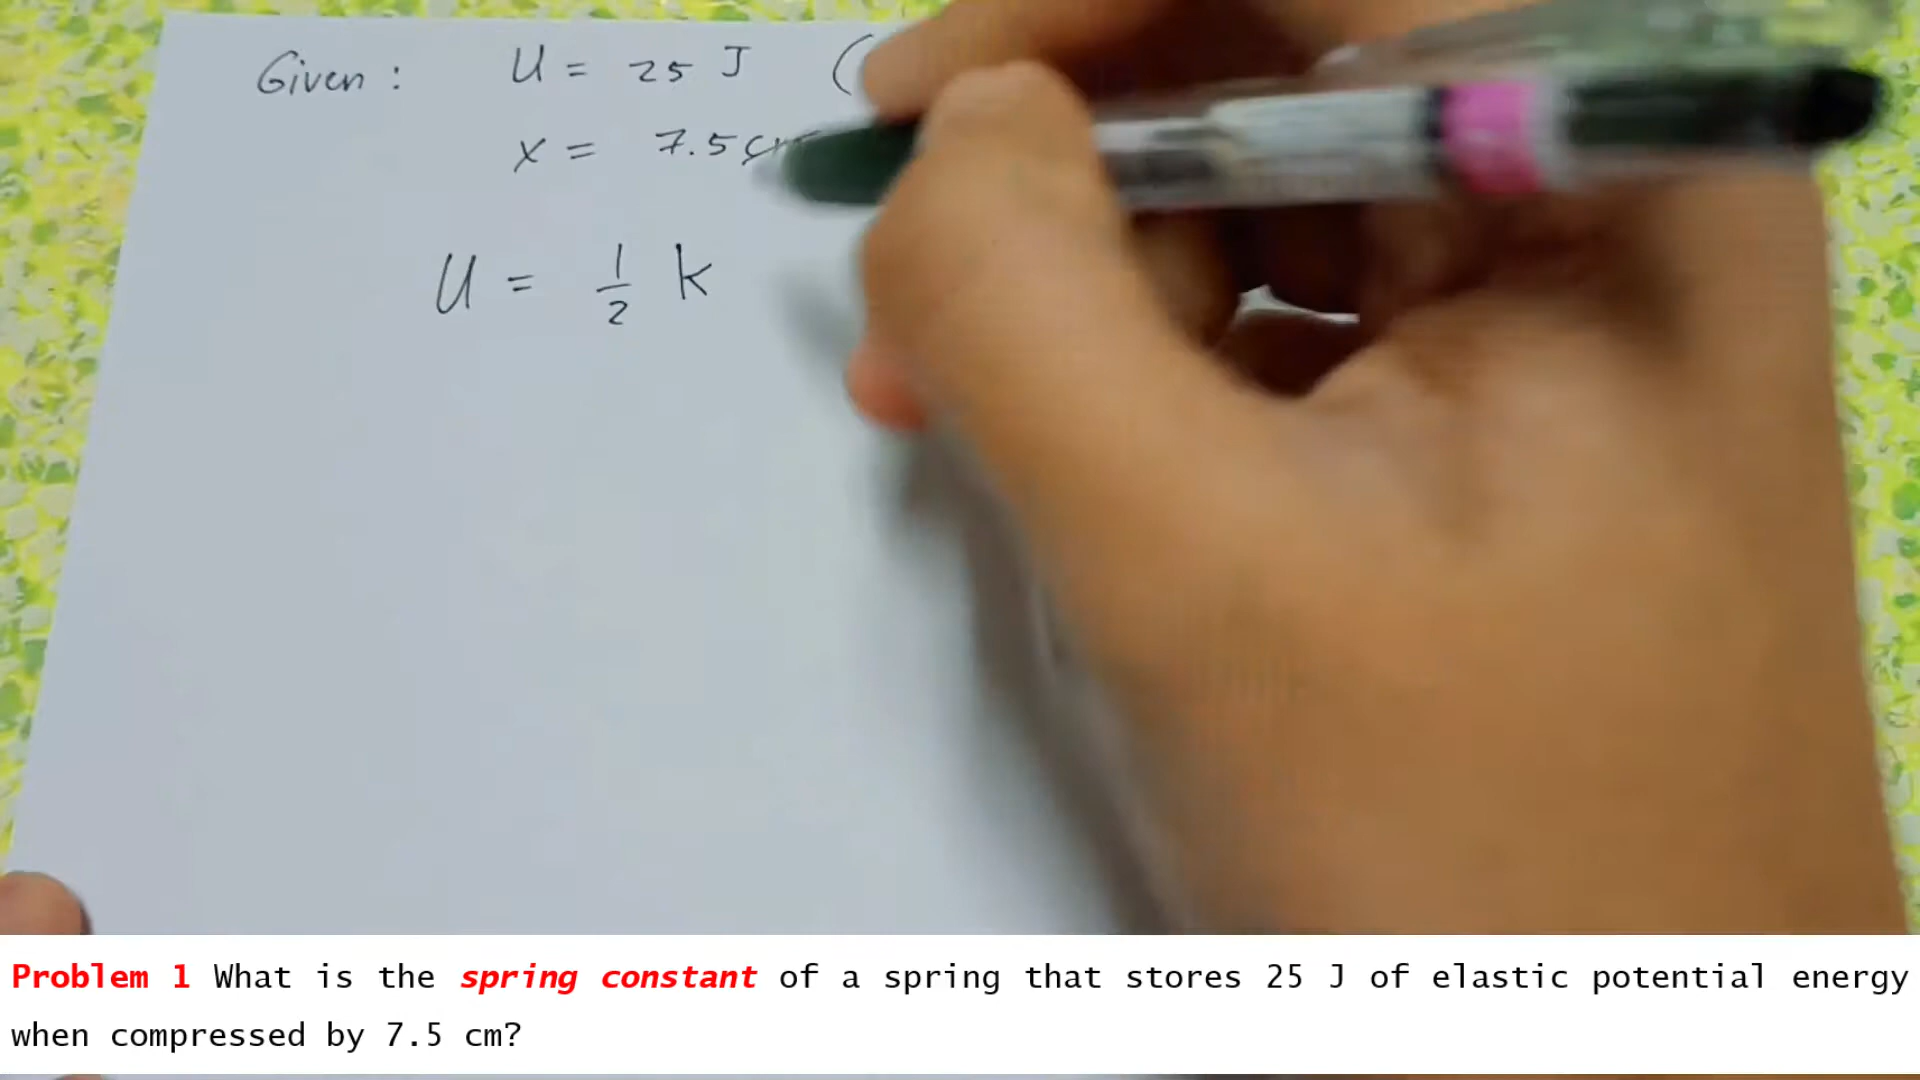 Given : U = 25 J (
x = 7.5 cm
U = 1/2 k
Problem 1 What is the spring constant of a spring that stores 25 J of elastic potential energy
when compressed by 7.5 cm?